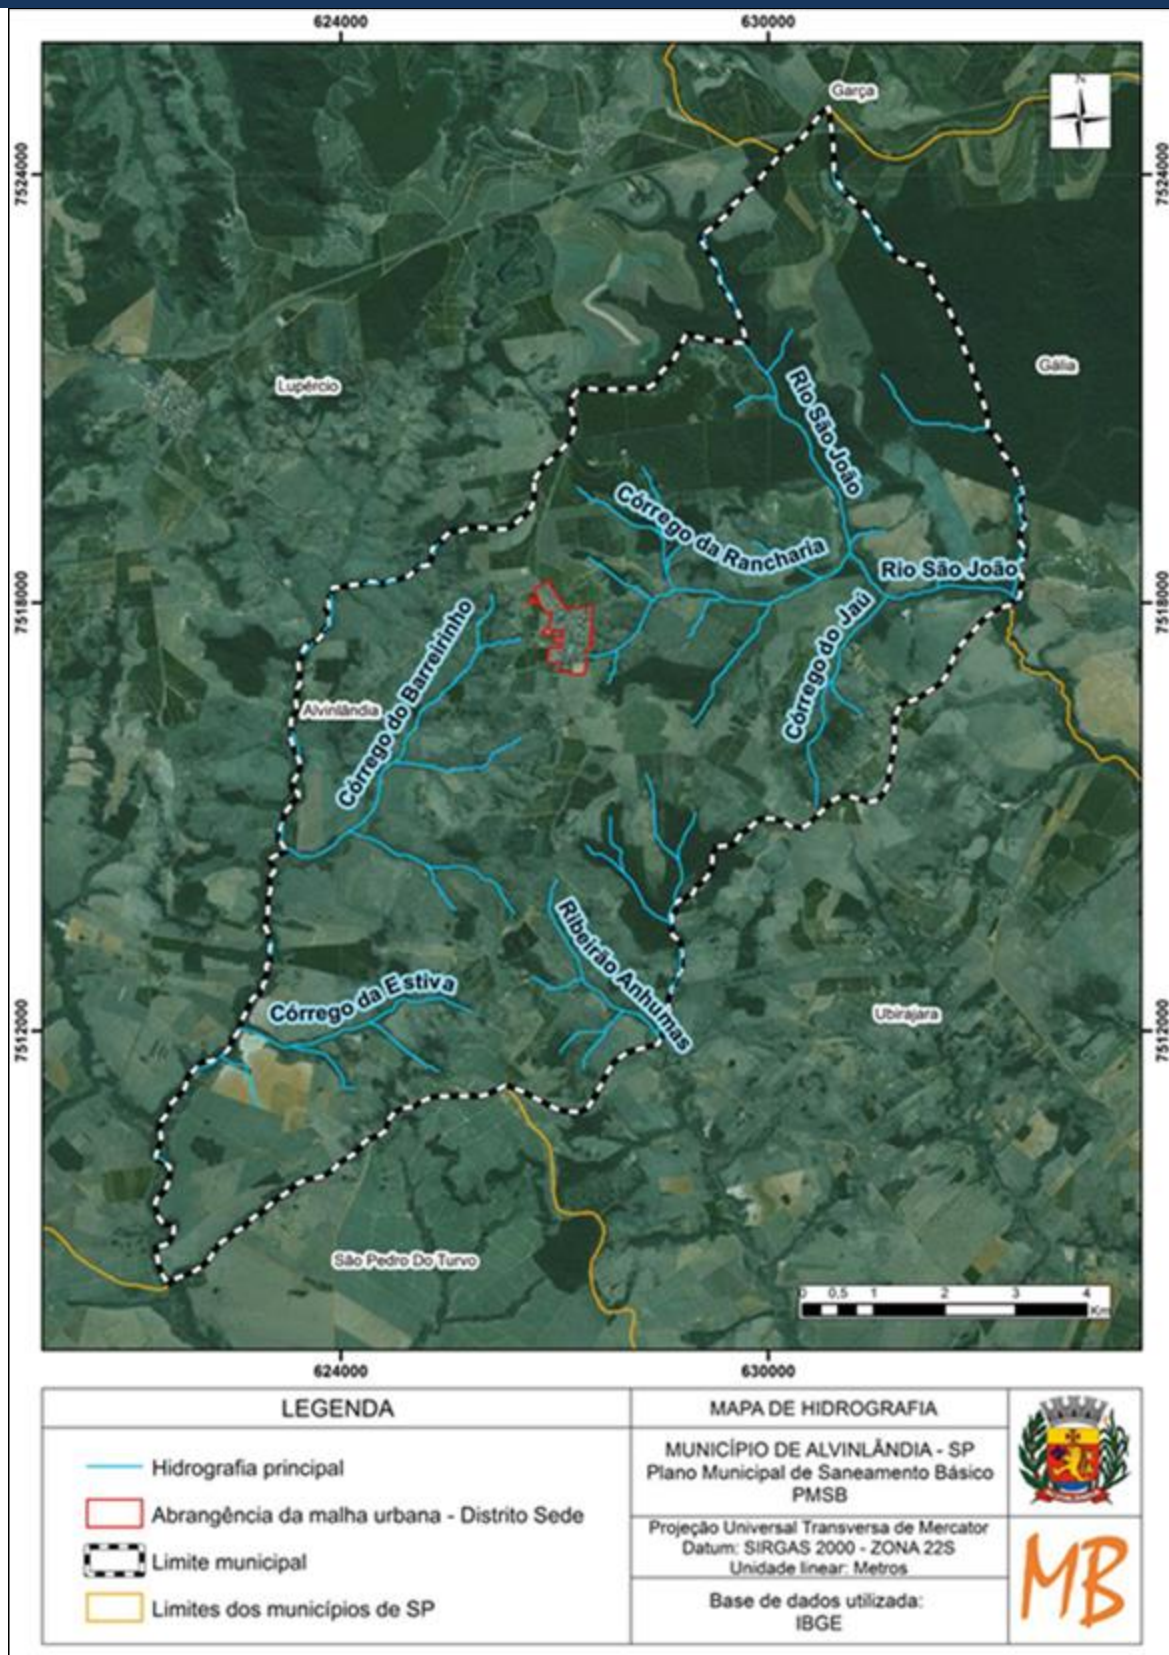 624000
630000
Garça
7524000
7524000
Gália
Lupércio
Rio São João
Córrego da Rancharia
Rio São João
7518000
7518000
Córrego do Jaú
Córrego do Barreirinho
Alvinlândia
Ribeirão Anhumas
Córrego da Estiva
Ubirajara
7512000
7512000
São Pedro Do Turvo
0 0,5 1 2 3 4
Km
624000
630000
LEGENDA
Hidrografia principal
Abrangência da malha urbana - Distrito Sede
Limite municipal
Limites dos municípios de SP
MAPA DE HIDROGRAFIA
MUNICÍPIO DE ALVINLÂNDIA - SP
Plano Municipal de Saneamento Básico
PMSB
Projeção Universal Transversa de Mercator
Datum: SIRGAS 2000 - ZONA 22S
Unidade linear: Metros
Base de dados utilizada:
IBGE
MB